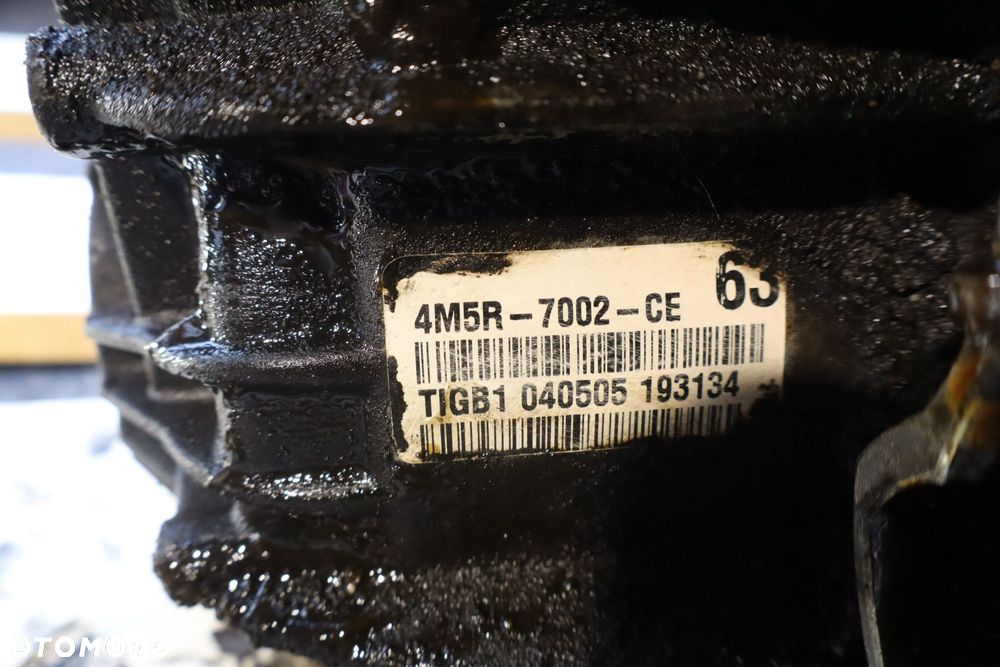 63
4M5R-7002-CE
TIGB1 040505 193134
OTOMOTO